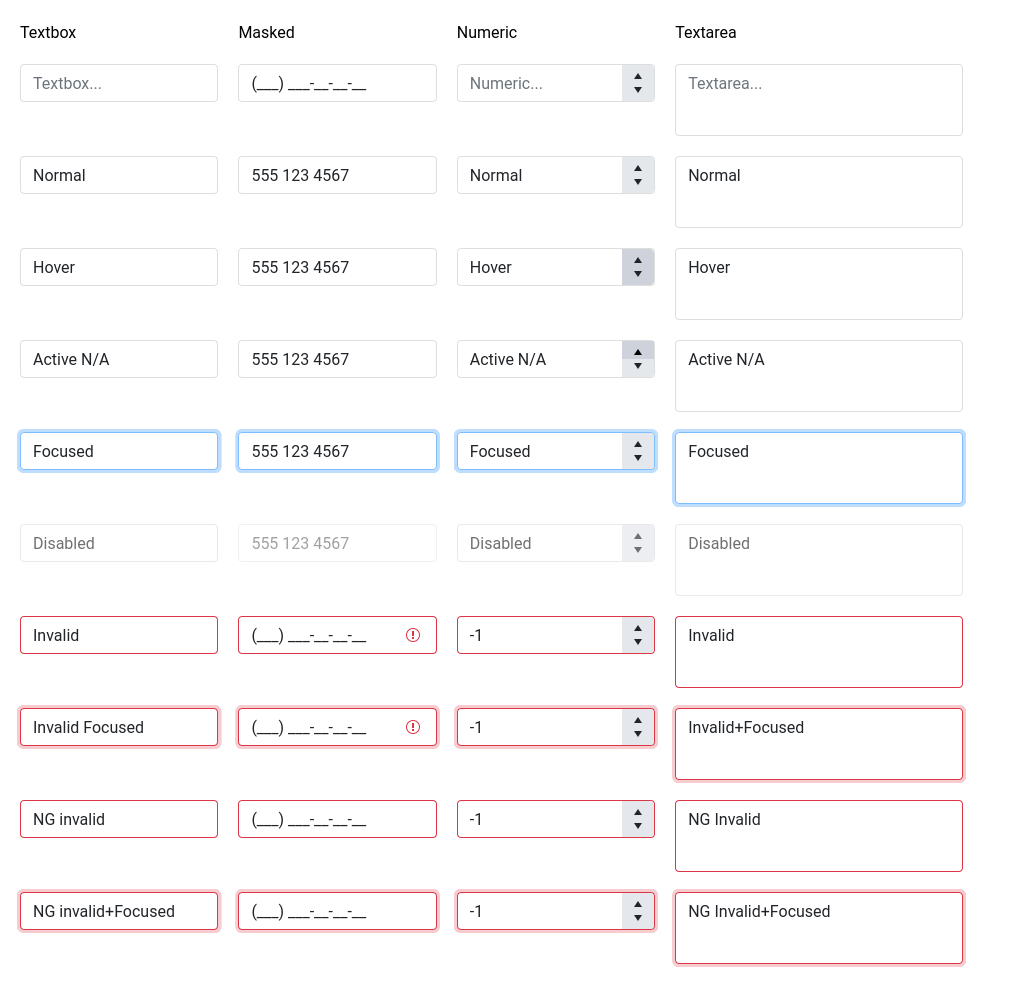 Textbox Masked Numeric Textarea
Textbox... (___) ___-__-__-__ Numeric... Textarea...
Normal 555 123 4567 Normal Normal
Hover 555 123 4567 Hover Hover
Active N/A 555 123 4567 Active N/A Active N/A
Focused 555 123 4567 Focused Focused
Disabled 555 123 4567 Disabled Disabled
Invalid (___) ___-__-__-__ -1 Invalid
Invalid Focused (___) ___-__-__-__ -1 Invalid+Focused
NG invalid (___) ___-__-__-__ -1 NG Invalid
NG invalid+Focused (___) ___-__-__-__ -1 NG Invalid+Focused